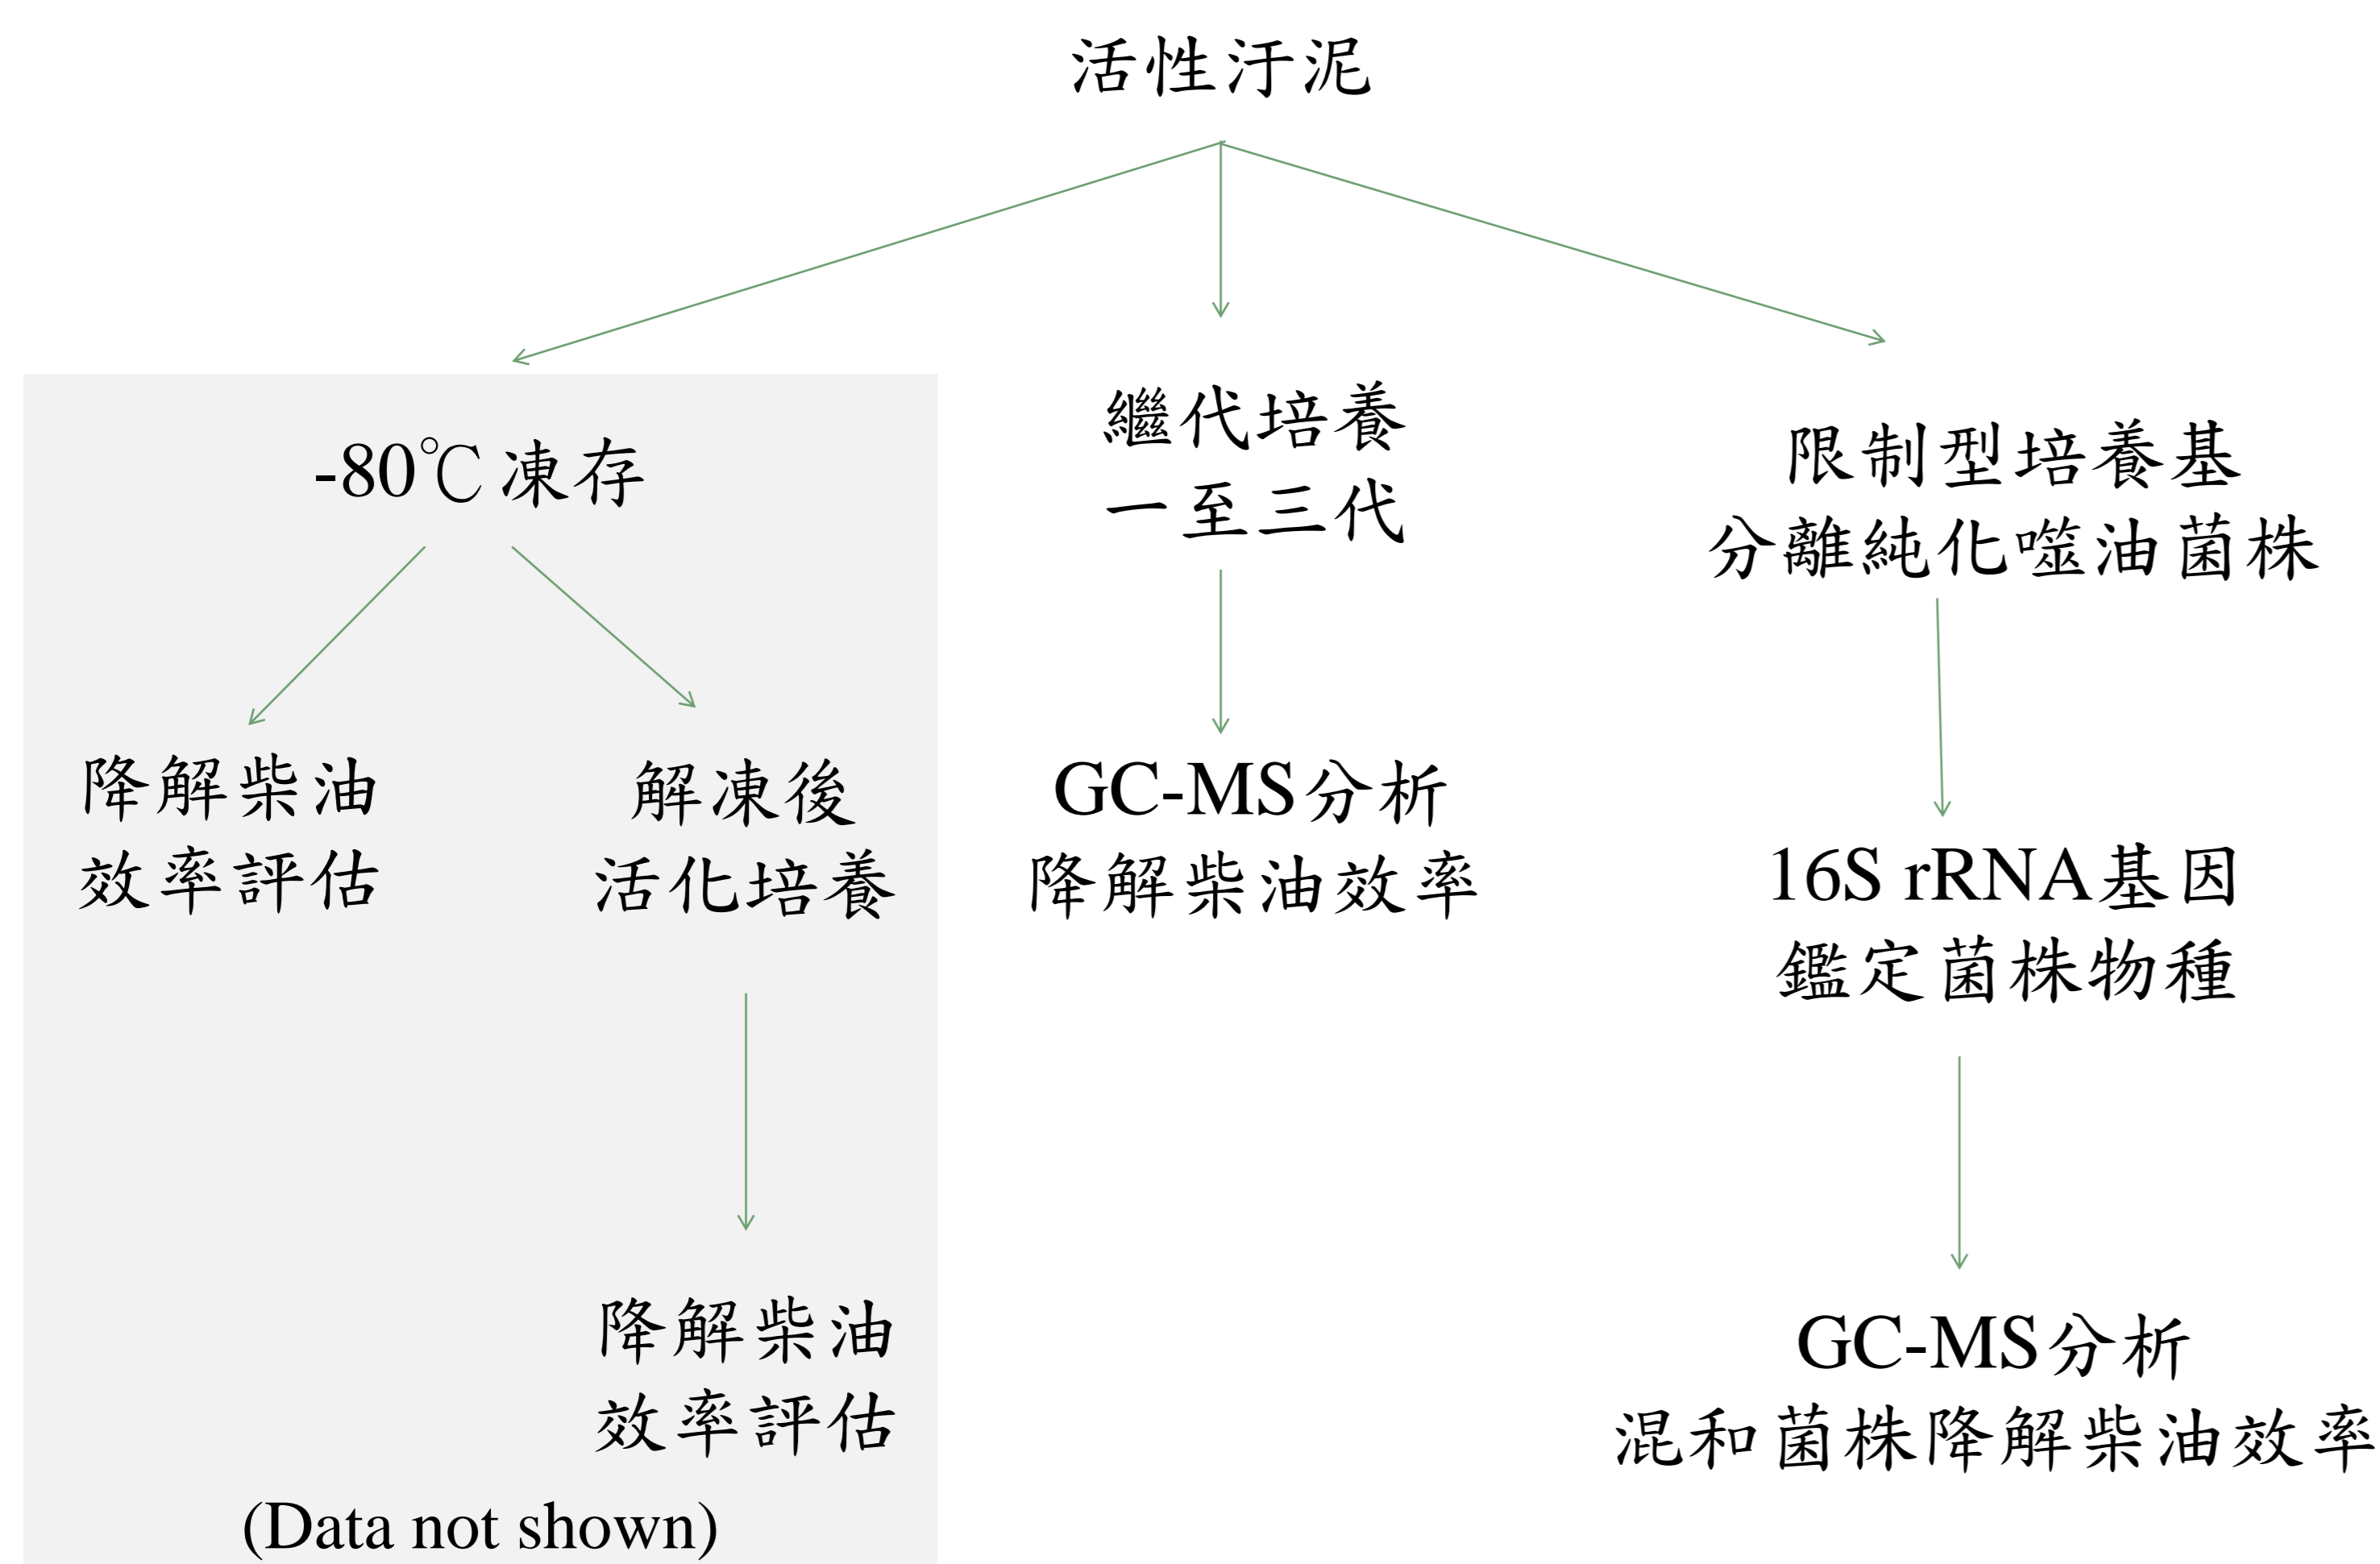 活性汙泥
-80℃凍存
降解柴油
效率評估
解凍後
活化培養
降解柴油
效率評估
(Data not shown)
繼代培養
一至三代
GC-MS分析
降解柴油效率
限制型培養基
分離純化噬油菌株
16S rRNA基因
鑑定菌株物種
GC-MS分析
混和菌株降解柴油效率